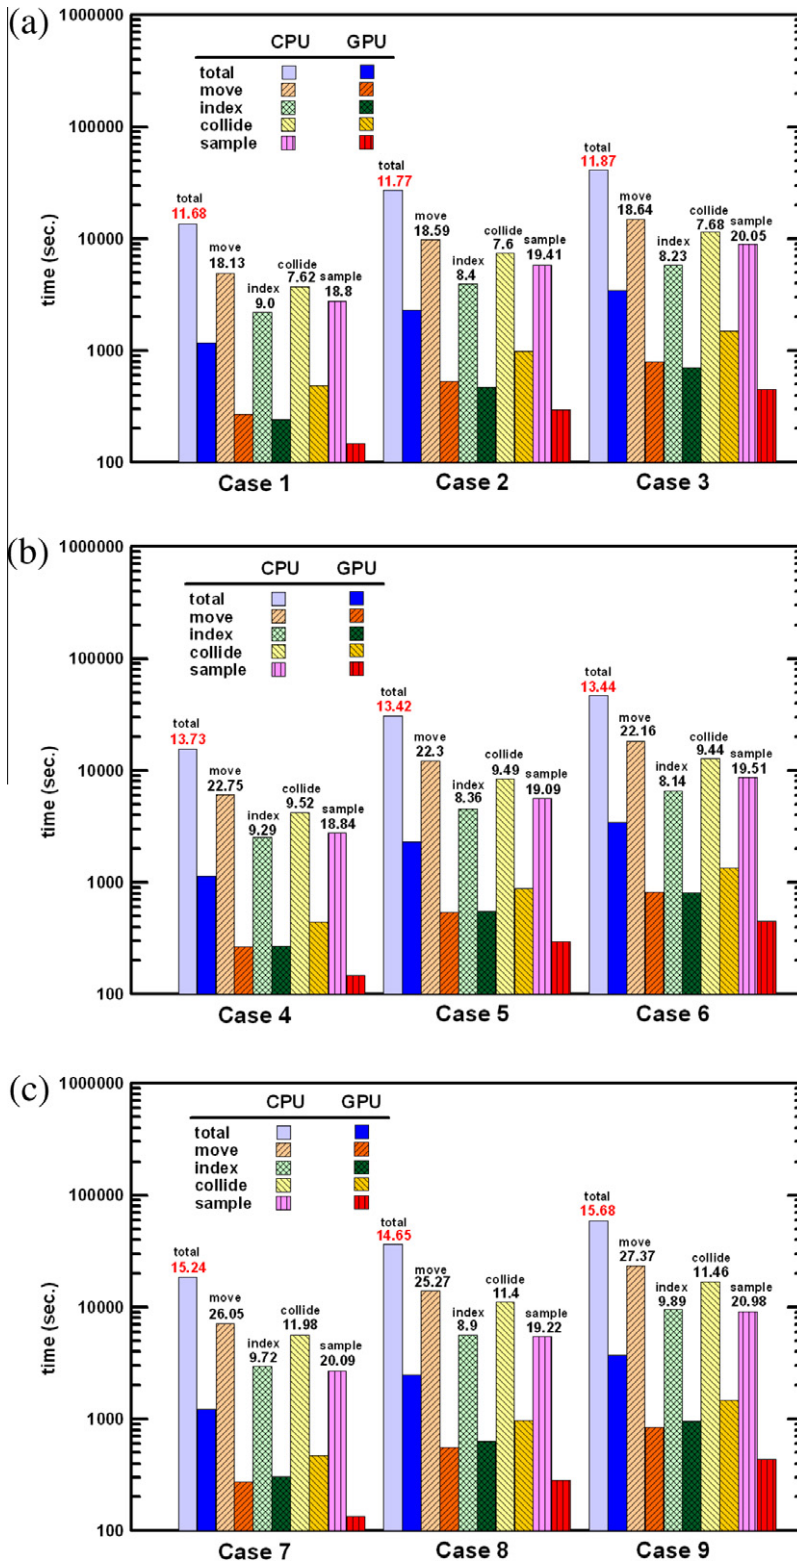 (a)
1000000
100000
10000
1000
100
time (sec.)
CPU GPU
total
move
index
collide
sample
total
11.68
move
18.13
index
9.0
collide
7.62
sample
18.8
total
11.77
move
18.59
index
8.4
collide
7.6
sample
19.41
total
11.87
move
18.64
index
8.23
collide
7.68
sample
20.05
Case 1 Case 2 Case 3
(b)
1000000
100000
10000
1000
100
time (sec.)
CPU GPU
total
move
index
collide
sample
total
13.73
move
22.75
index
9.29
collide
9.52
sample
18.84
total
13.42
move
22.3
index
8.36
collide
9.49
sample
19.09
total
13.44
move
22.16
index
8.14
collide
9.44
sample
19.51
Case 4 Case 5 Case 6
(c)
1000000
100000
10000
1000
100
time (sec.)
CPU GPU
total
move
index
collide
sample
total
15.24
move
26.05
index
9.72
collide
11.98
sample
20.09
total
14.65
move
25.27
index
8.9
collide
11.4
sample
19.22
total
15.68
move
27.37
index
9.89
collide
11.46
sample
20.98
Case 7 Case 8 Case 9